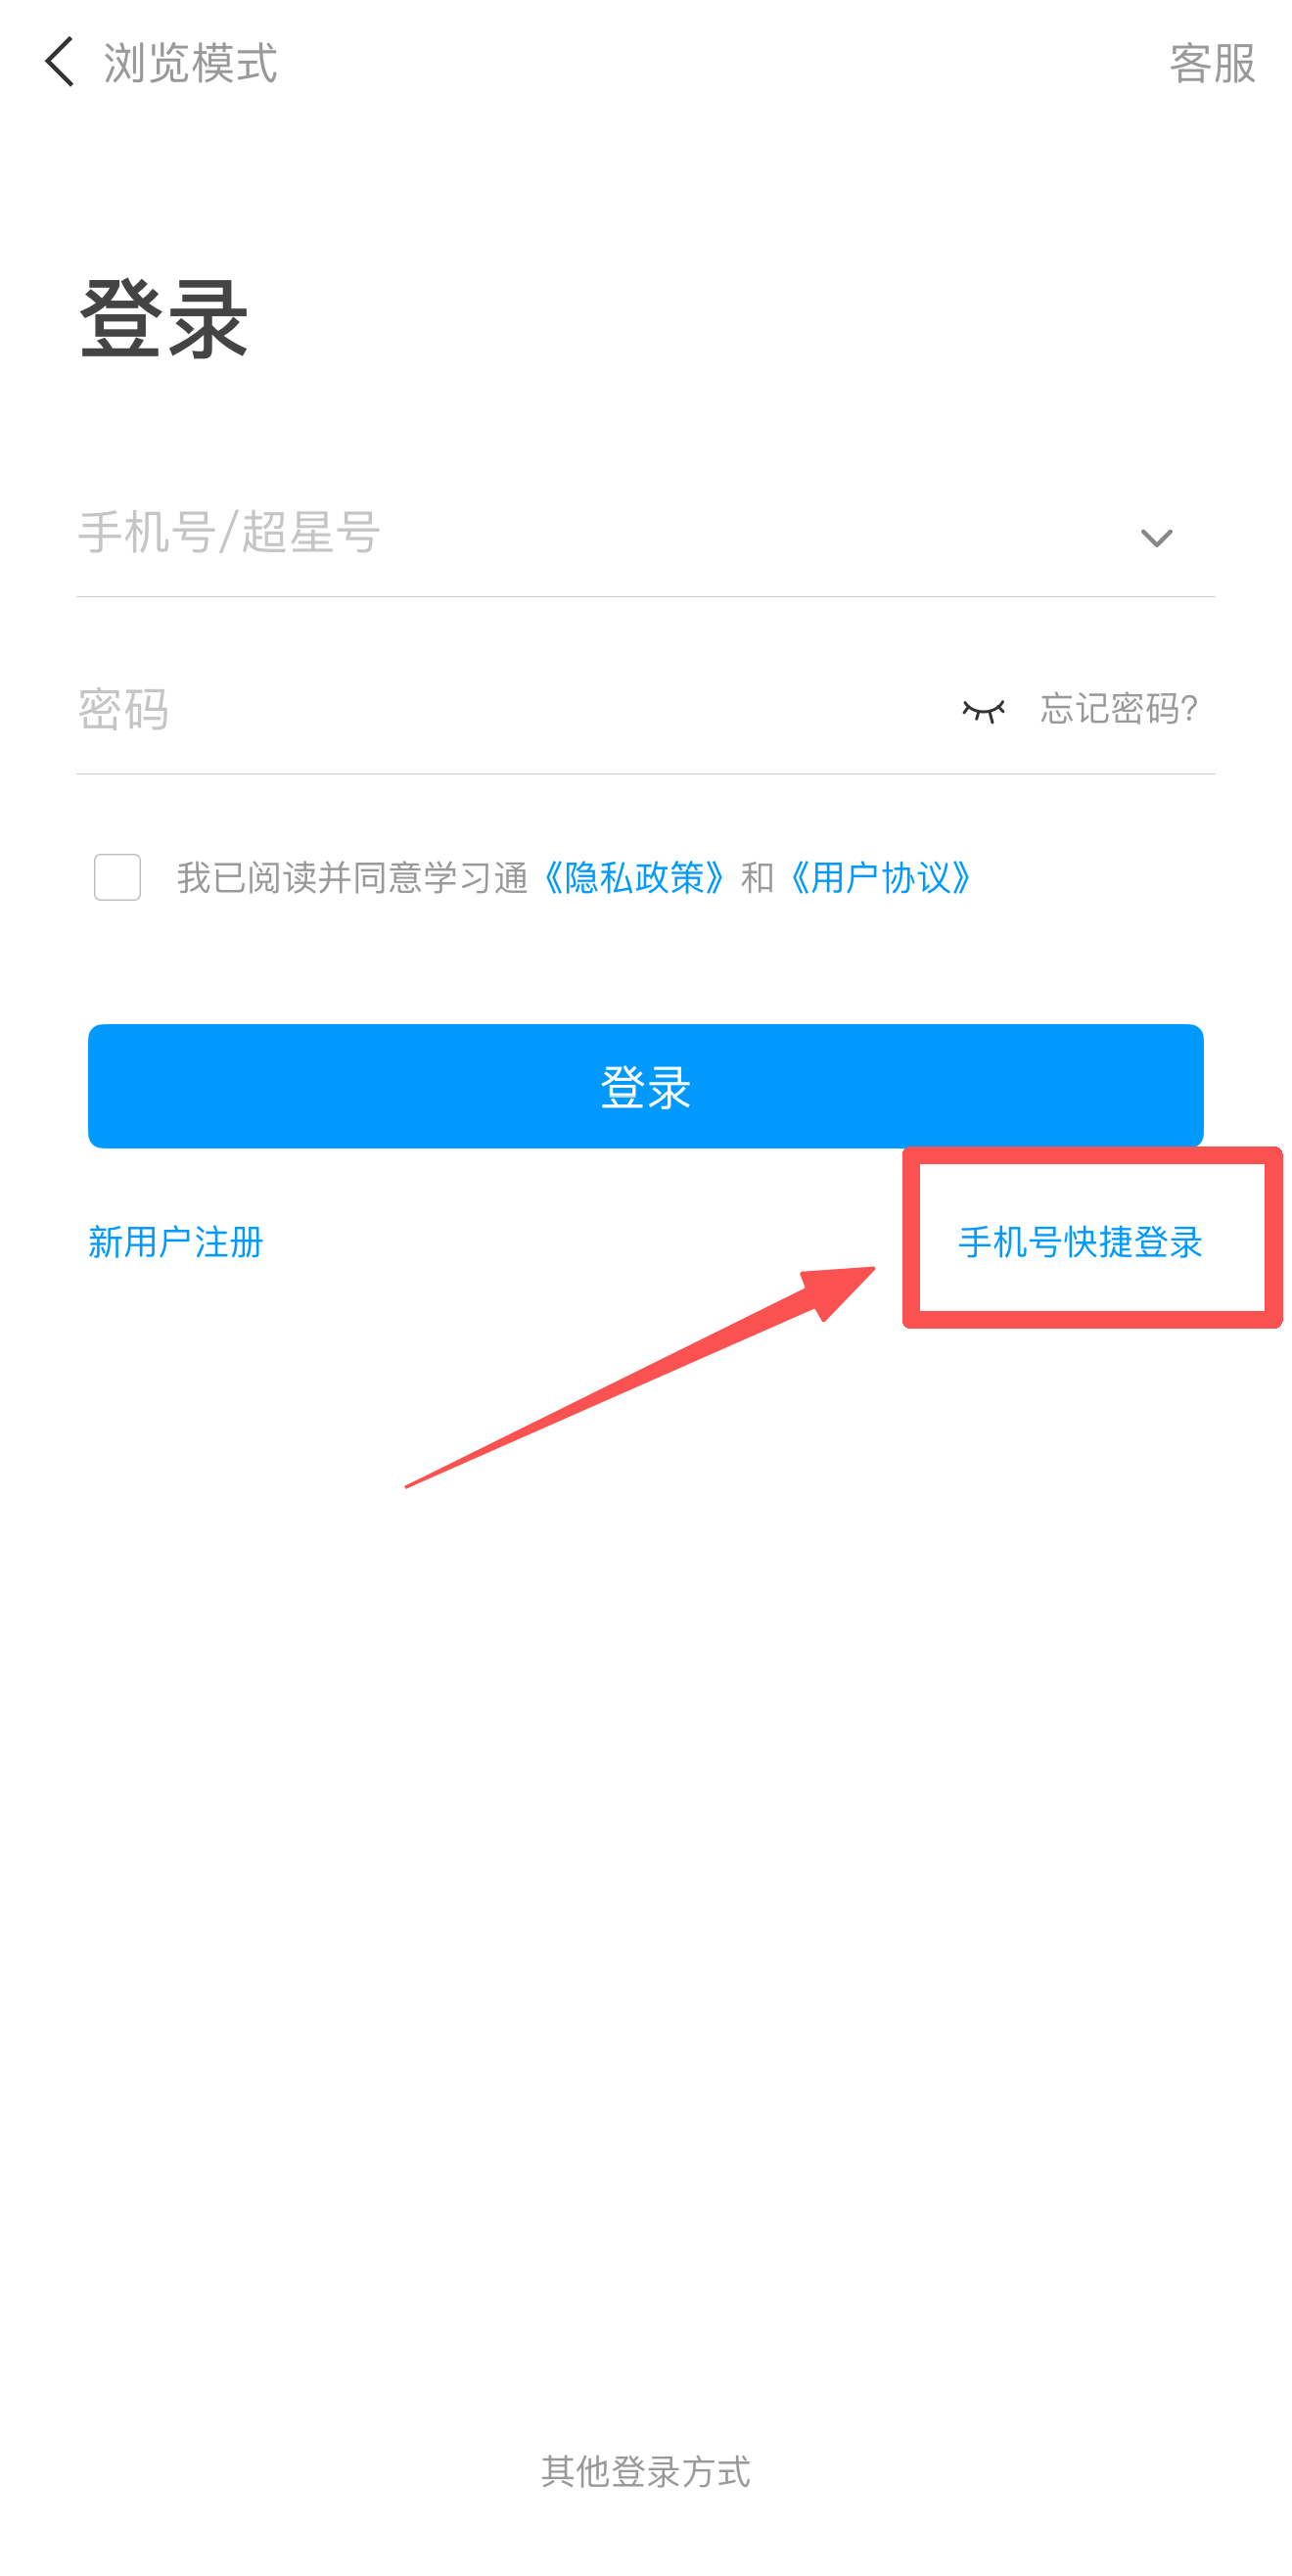 浏览模式
客服
登录
手机号/超星号
密码
忘记密码?
我已阅读并同意学习通《隐私政策》和《用户协议》
登录
新用户注册
手机号快捷登录
其他登录方式